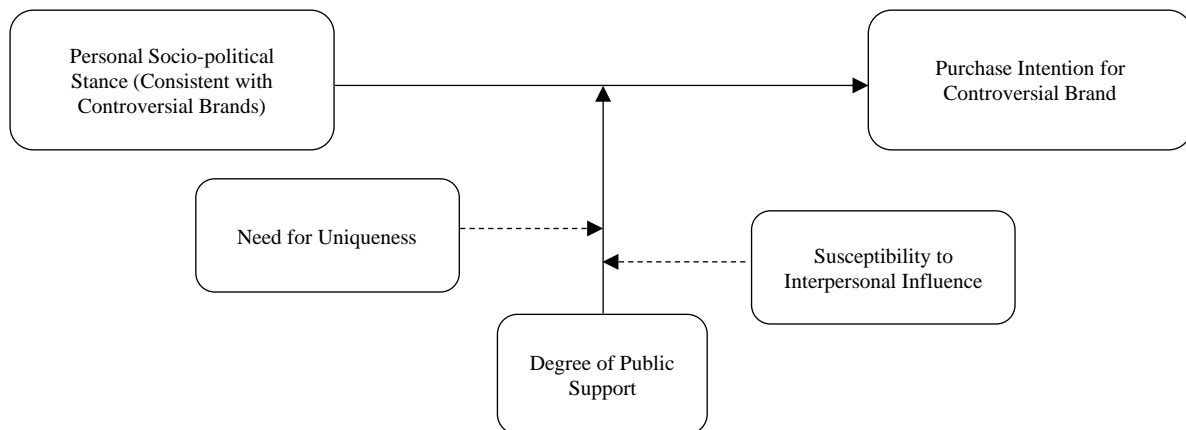 Personal Socio-political
Stance (Consistent with
Controversial Brands)
Purchase Intention for
Controversial Brand
Need for Uniqueness
Susceptibility to
Interpersonal Influence
Degree of Public
Support